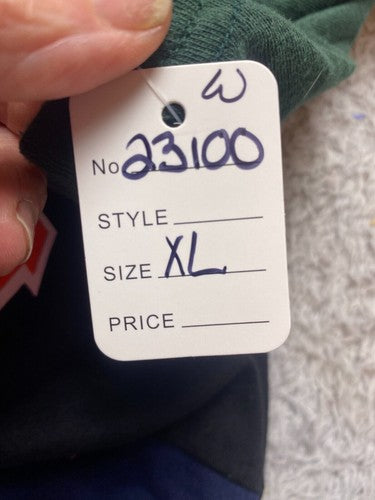 W
No 23100
STYLE
SIZE XL
PRICE